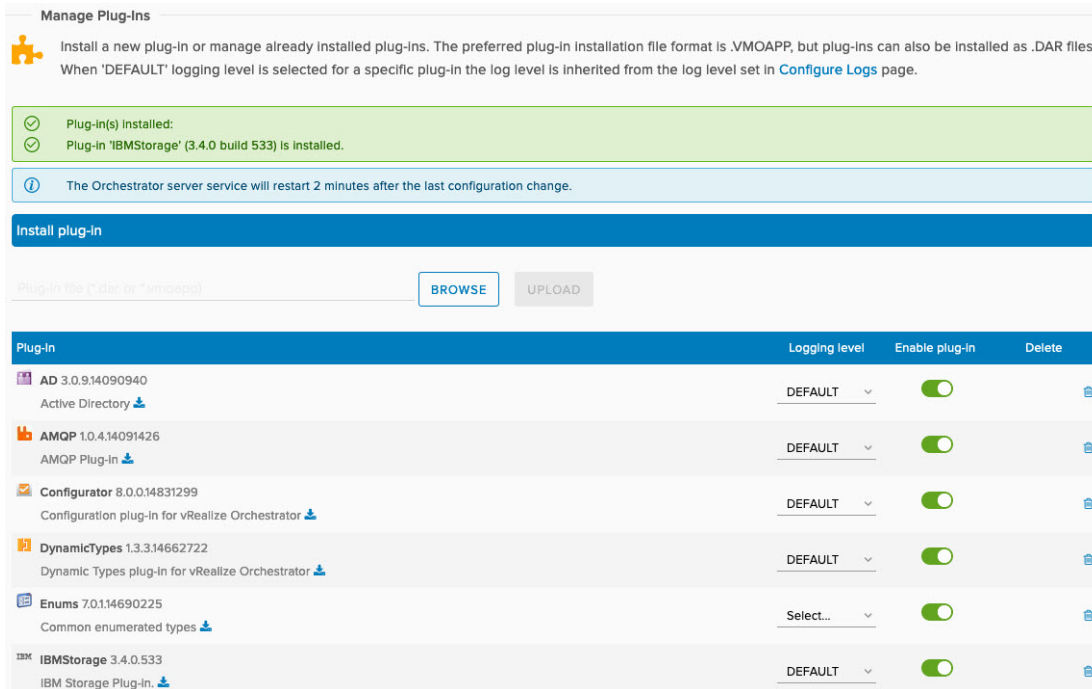 Manage Plug-Ins
Install a new plug-in or manage already installed plug-ins. The preferred plug-in installation file format is .VMOAPP, but plug-ins can also be installed as .DAR files
When 'DEFAULT' logging level is selected for a specific plug-in the log level is inherited from the log level set in Configure Logs page.
Plug-in(s) installed:
Plug-in 'IBMStorage' (3.4.0 build 533) is installed.
The Orchestrator server service will restart 2 minutes after the last configuration change.
Install plug-in
Plug-in file (*.dar or *.vmoapp) BROWSE UPLOAD
Plug-in Logging level Enable plug-in Delete
AD 3.0.9.14090940
Active Directory DEFAULT
AMQP 1.0.4.14091426
AMQP Plug-in DEFAULT
Configurator 8.0.0.14831299
Configuration plug-in for vRealize Orchestrator DEFAULT
DynamicTypes 1.3.3.14662722
Dynamic Types plug-in for vRealize Orchestrator DEFAULT
Enums 7.0.1.14690225
Common enumerated types Select...
IBM IBMStorage 3.4.0.533
IBM Storage Plug-in. DEFAULT